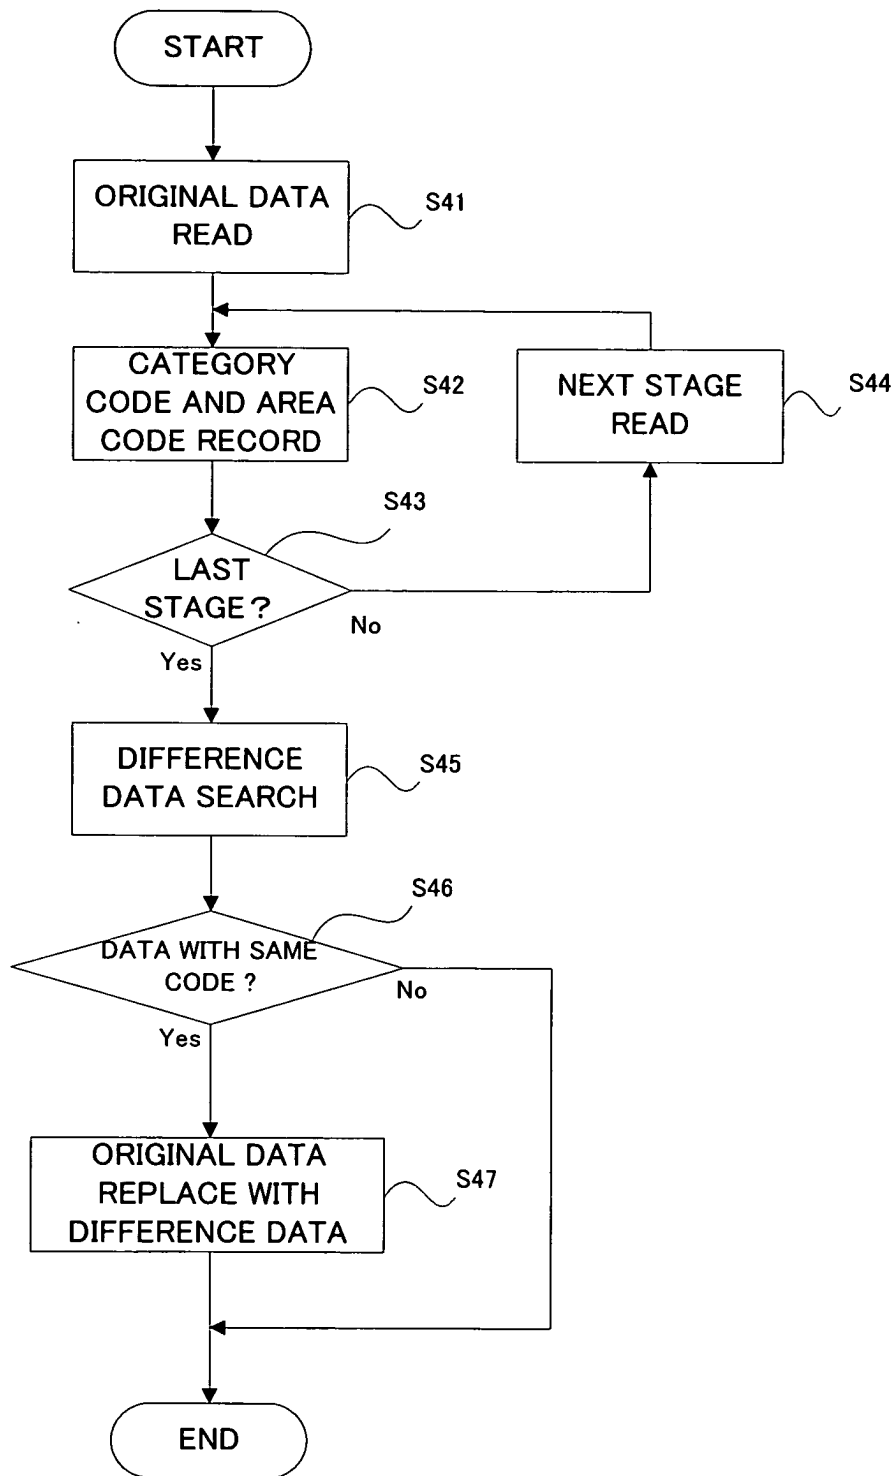 START
ORIGINAL DATA
READ
S41
CATEGORY
CODE AND AREA
CODE RECORD
S42
NEXT STAGE
READ
S44
S43
LAST
STAGE?
No
Yes
DIFFERENCE
DATA SEARCH
S45
S46
DATA WITH SAME
CODE ?
No
Yes
ORIGINAL DATA
REPLACE WITH
DIFFERENCE DATA
S47
END